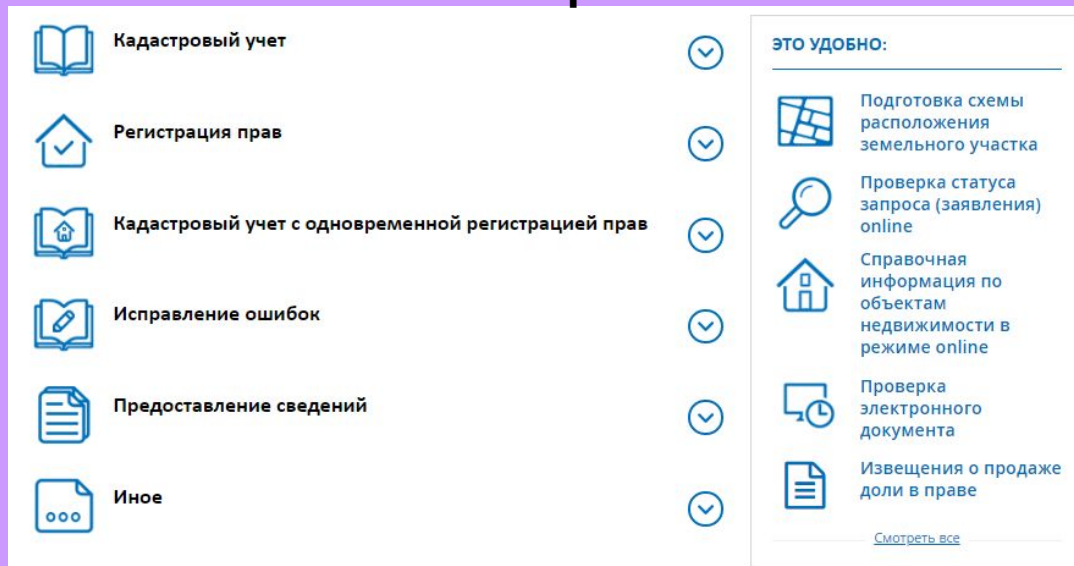 Кадастровый учет
Регистрация прав
Кадастровый учет с одновременной регистрацией прав
Исправление ошибок
Предоставление сведений
Иное
ЭТО УДОБНО:
Подготовка схемы
расположения
земельного участка
Проверка статуса
запроса (заявления)
online
Справочная
информация по
объектам
недвижимости в
режиме online
Проверка
электронного
документа
Извещения о продаже
доли в праве
Смотреть все